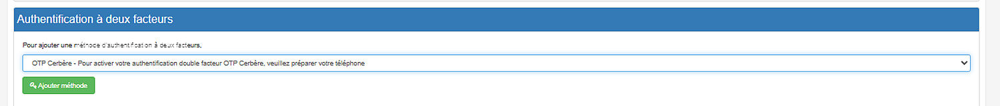 Authentification à deux facteurs
Pour ajouter une méthode d'authentification à deux facteurs,
OTP Cerbère - Pour activer votre authentification double facteur OTP Cerbère, veuillez préparer votre téléphone
Ajouter méthode